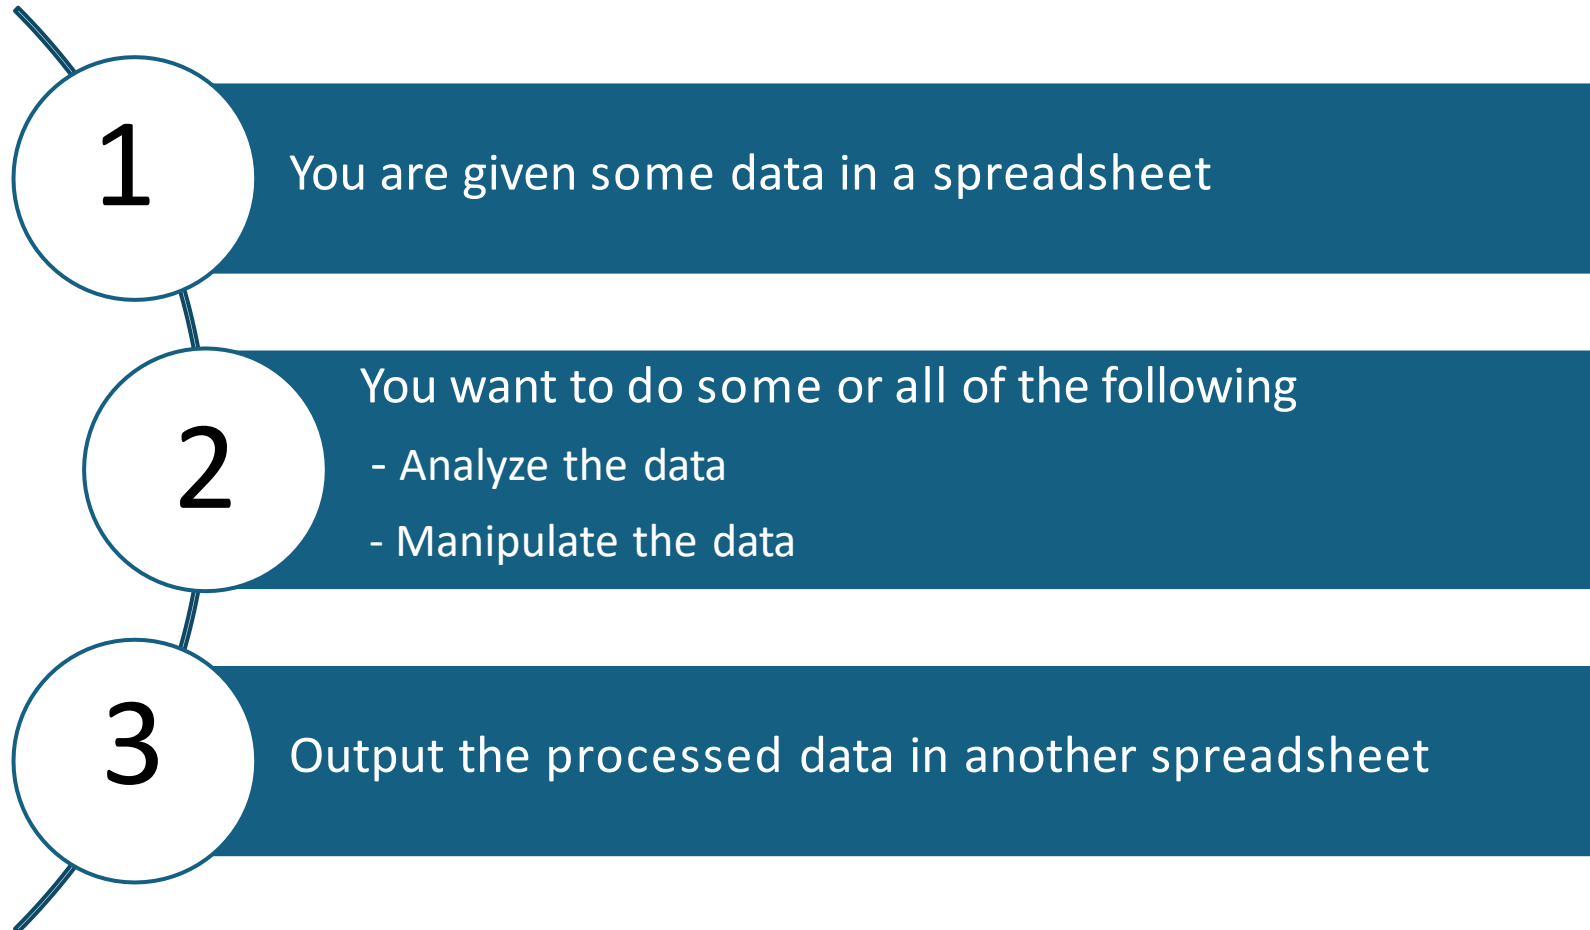 1
You are given some data in a spreadsheet
2
You want to do some or all of the following
- Analyze the data
- Manipulate the data
3
Output the processed data in another spreadsheet